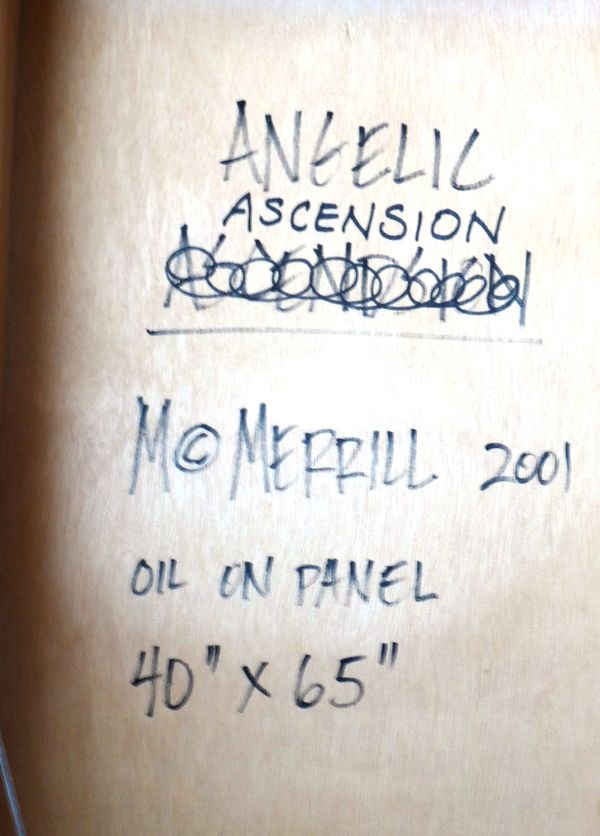 ANGELIC
ASCENSION
M © MERRILL 2001
OIL ON PANEL
40" X 65"